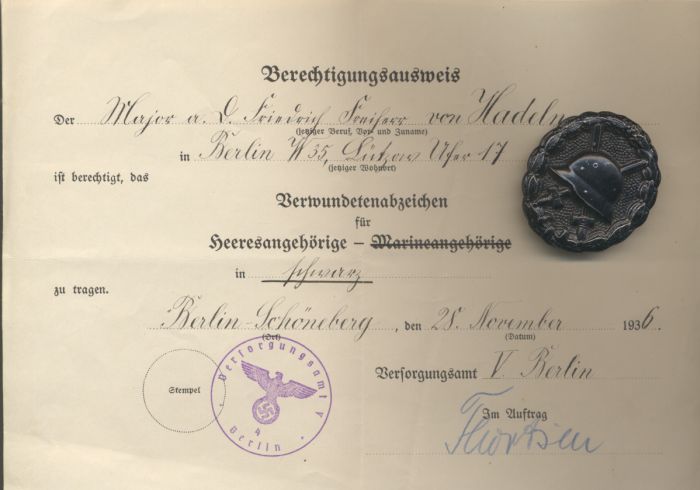 Berechtigungsausweis
Der Major a. D. Friedrich Freiherr von Hadeln
(jetziger Beruf, Vor- und Zuname)
in Berlin W 35, Lützow Ufer 17
(jetziger Wohnort)
ist berechtigt, das
Verwundetenabzeichen
für
Heeresangehörige – Marineangehörige
in schwarz
zu tragen.
Berlin-Schöneberg, den 28. November 1936.
(Ort) (Datum)
Versorgungsamt V Berlin
Stempel
Versorgungsamt V
4
Berlin
Im Auftrag